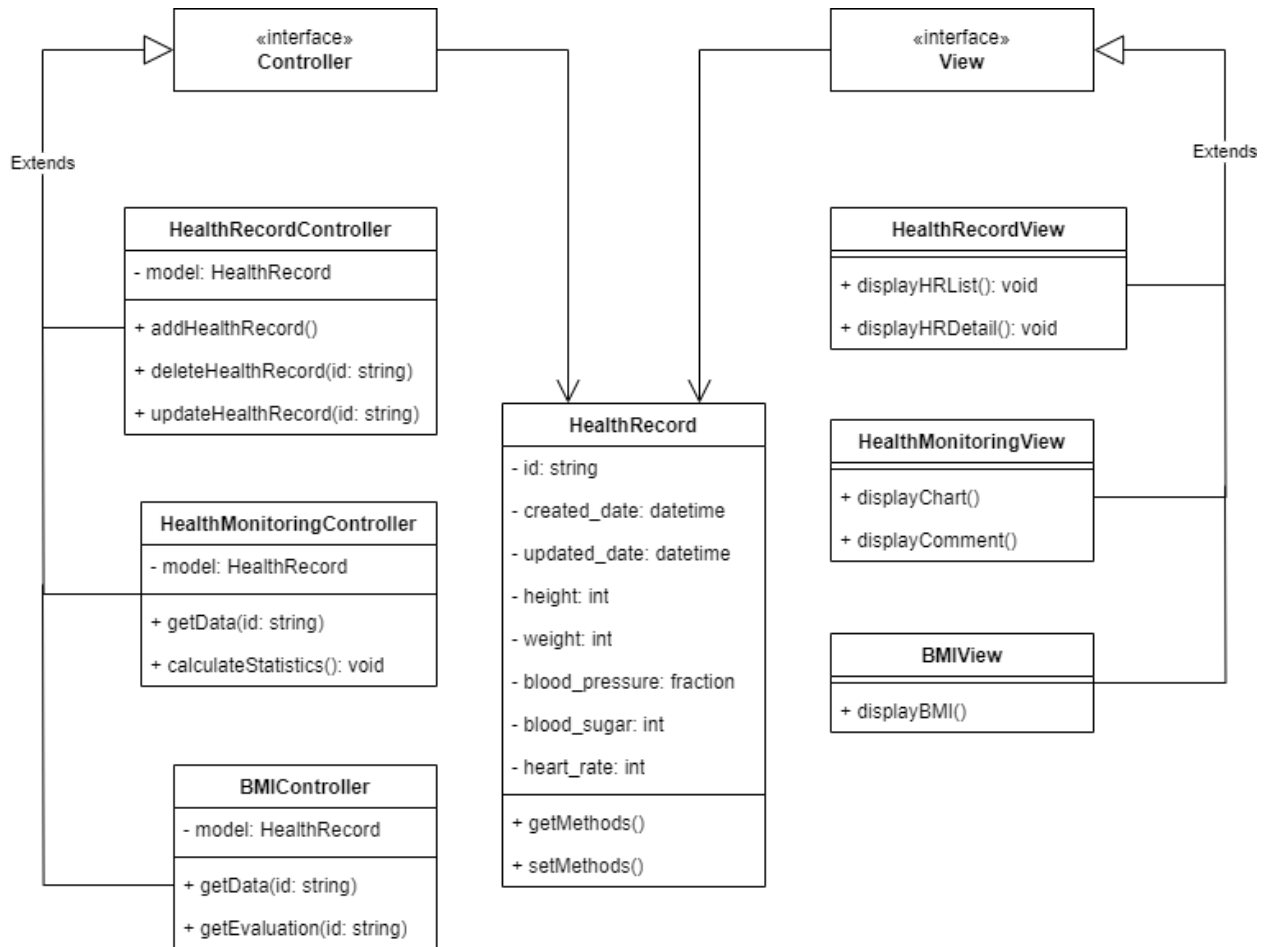 «interface»
Controller
«interface»
View
Extends
Extends
HealthRecordController
- model: HealthRecord
+ addHealthRecord()
+ deleteHealthRecord(id: string)
+ updateHealthRecord(id: string)
HealthMonitoringController
- model: HealthRecord
+ getData(id: string)
+ calculateStatistics(): void
BMIController
- model: HealthRecord
+ getData(id: string)
+ getEvaluation(id: string)
HealthRecord
- id: string
- created_date: datetime
- updated_date: datetime
- height: int
- weight: int
- blood_pressure: fraction
- blood_sugar: int
- heart_rate: int
+ getMethods()
+ setMethods()
HealthRecordView
+ displayHRList(): void
+ displayHRDetail(): void
HealthMonitoringView
+ displayChart()
+ displayComment()
BMIView
+ displayBMI()